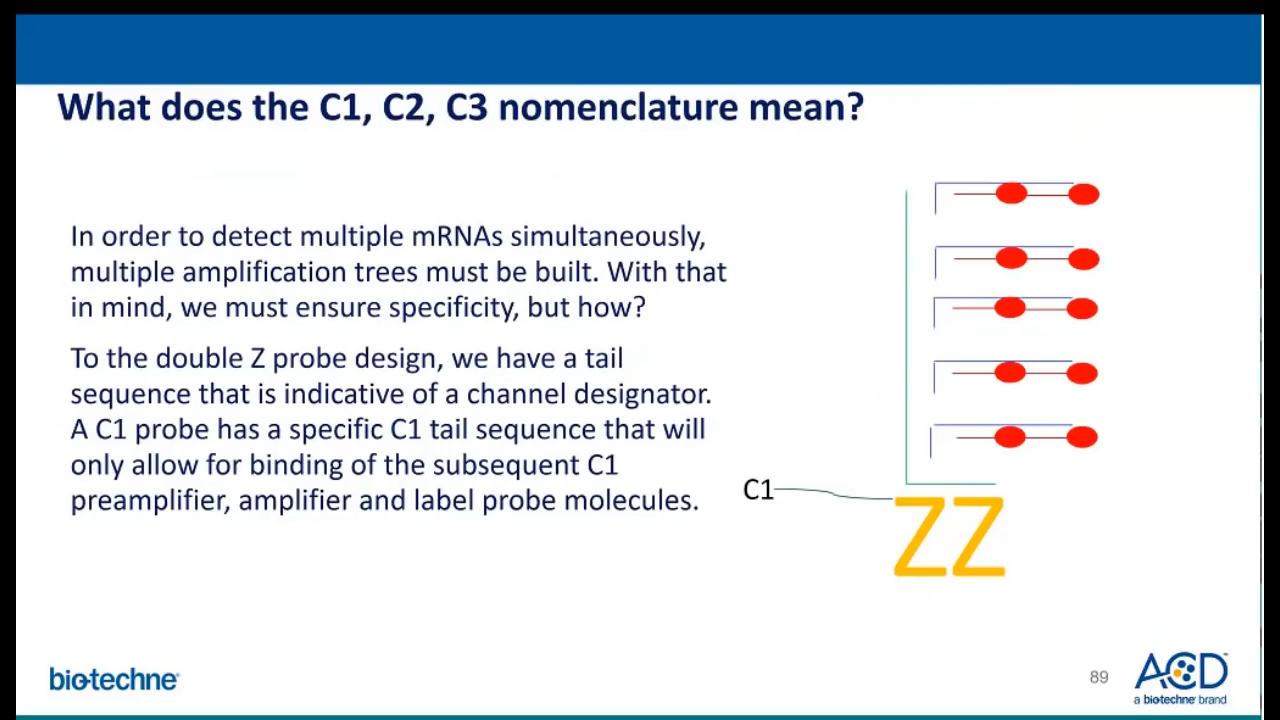 What does the C1, C2, C3 nomenclature mean?
In order to detect multiple mRNAs simultaneously,
multiple amplification trees must be built. With that
in mind, we must ensure specificity, but how?
To the double Z probe design, we have a tail
sequence that is indicative of a channel designator.
A C1 probe has a specific C1 tail sequence that will
only allow for binding of the subsequent C1
preamplifier, amplifier and label probe molecules.
C1
ZZ
bio-techne®
89
ACD™
a biotechne® brand